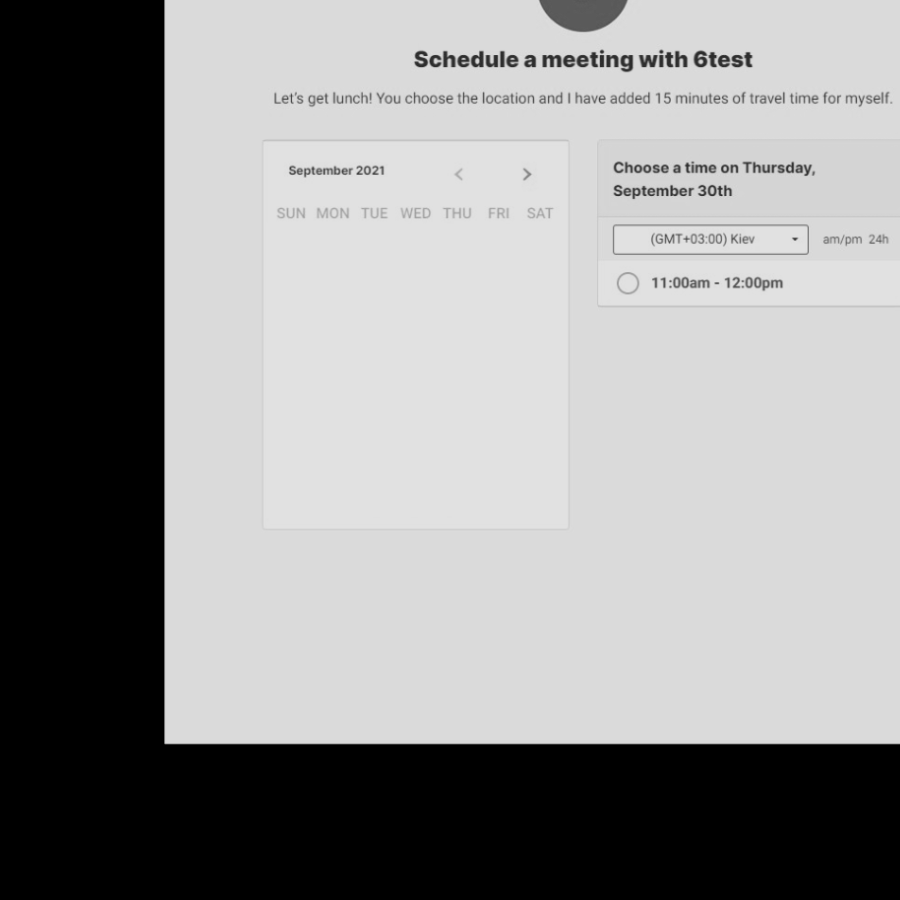 Schedule a meeting with 6test
Let's get lunch! You choose the location and I have added 15 minutes of travel time for myself.
September 2021
SUN MON TUE WED THU FRI SAT
Choose a time on Thursday,
September 30th
(GMT+03:00) Kiev
am/pm 24h
11:00am - 12:00pm